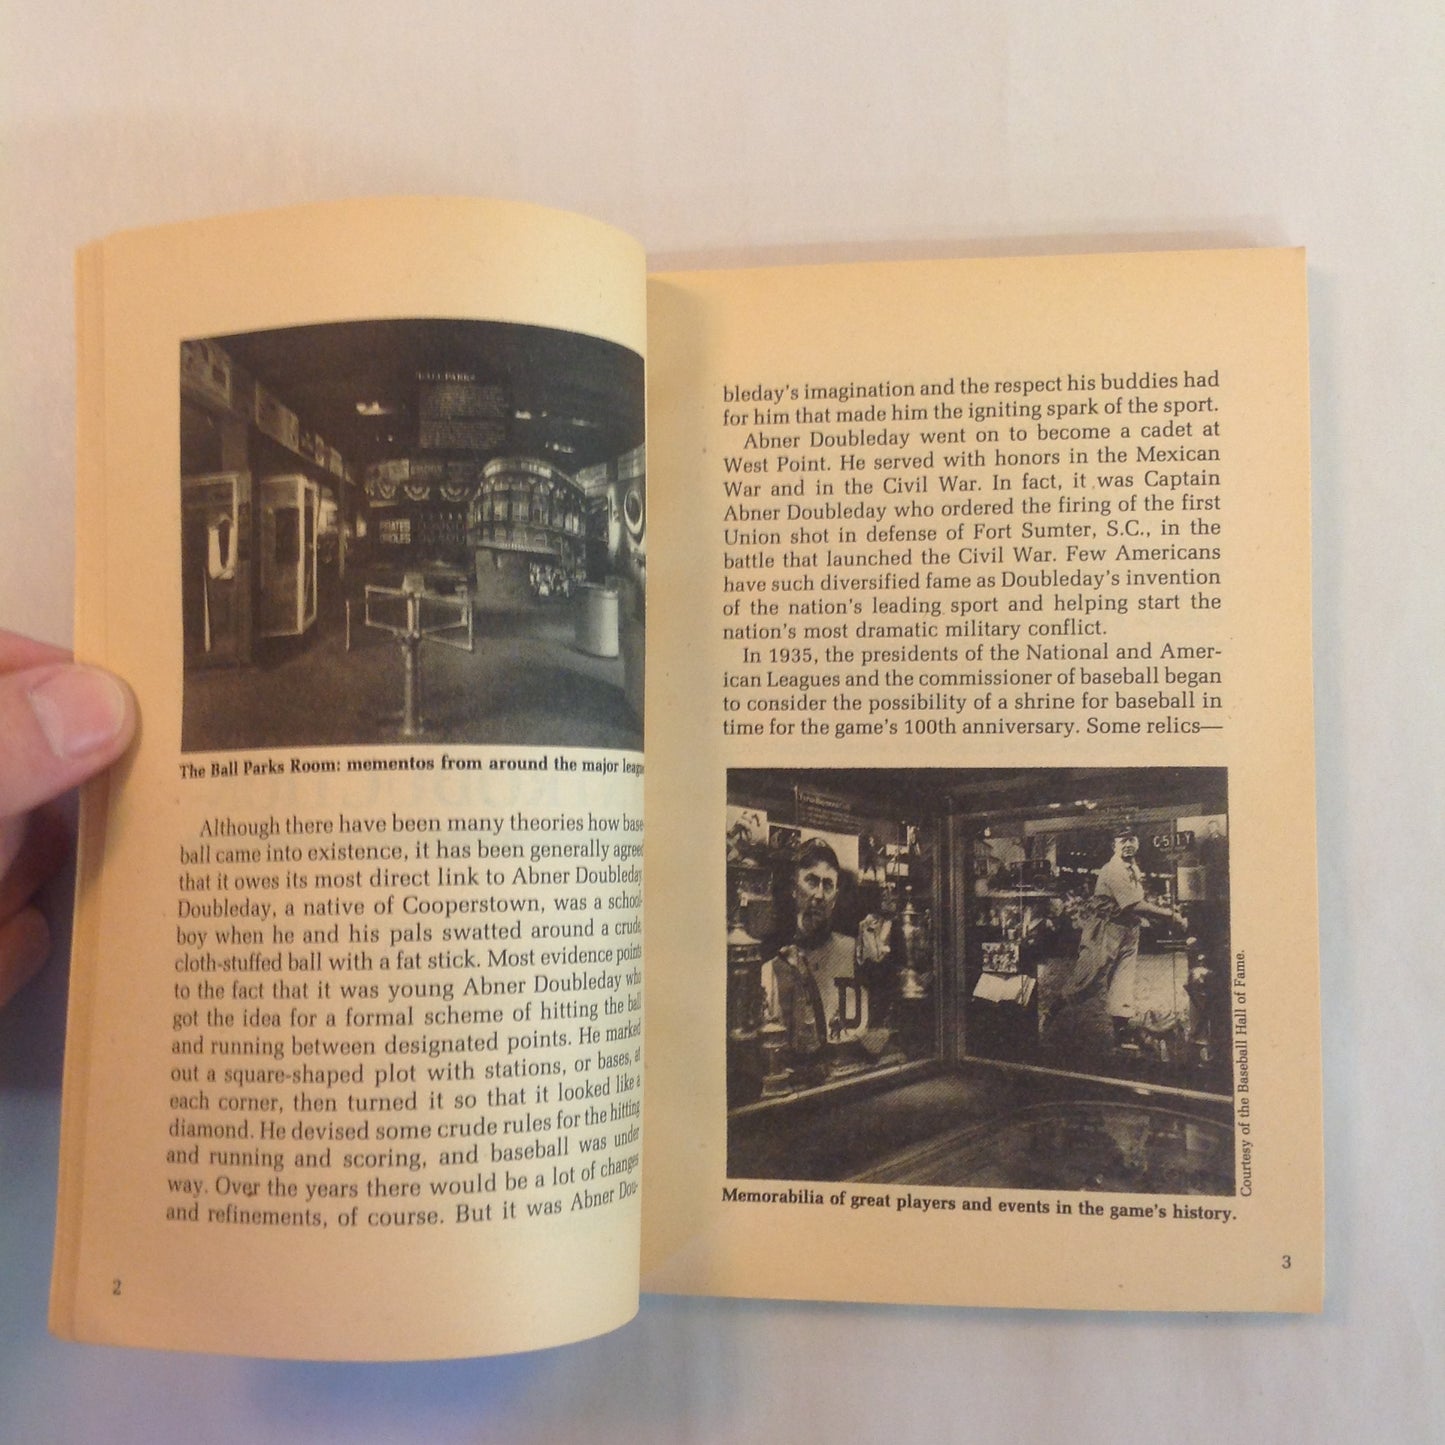 BALL PARKS
PIRATES
The Ball Parks Room: mementos from around the major league
Although there have been many theories how base-
ball came into existence, it has been generally agreed
that it owes its most direct link to Abner Doubleday.
Doubleday, a native of Cooperstown, was a school-
boy when he and his pals swatted around a crude,
cloth-stuffed ball with a fat stick. Most evidence points
to the fact that it was young Abner Doubleday who
got the idea for a formal scheme of hitting the ball
and running between designated points. He marked
out a square-shaped plot with stations, or bases, at
each corner, then turned it so that it looked like a
diamond. He devised some crude rules for the hitting
and running and scoring, and baseball was under
way. Over the years there would be a lot of changes
and refinements, of course. But it was Abner Dou-
2
bleday's imagination and the respect his buddies had
for him that made him the igniting spark of the sport.
Abner Doubleday went on to become a cadet at
West Point. He served with honors in the Mexican
War and in the Civil War. In fact, it was Captain
Abner Doubleday who ordered the firing of the first
Union shot in defense of Fort Sumter, S.C., in the
battle that launched the Civil War. Few Americans
have such diversified fame as Doubleday's invention
of the nation's leading sport and helping start the
nation's most dramatic military conflict.
In 1935, the presidents of the National and Amer-
ican Leagues and the commissioner of baseball began
to consider the possibility of a shrine for baseball in
time for the game's 100th anniversary. Some relics—
D
Courtesy of the Baseball Hall of Fame.
Memorabilia of great players and events in the game's history.
3